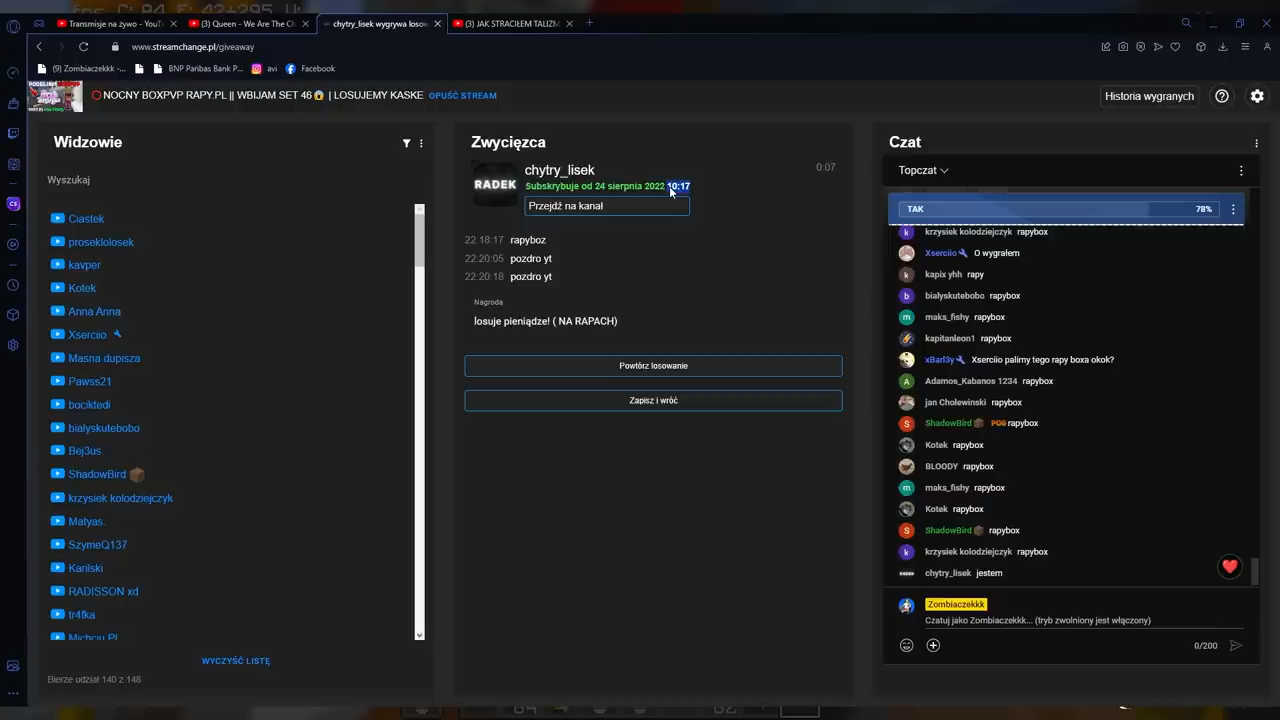 Transmisje na żywo - YouT
(3) Queen - We Are The Ch
chytry_lisek wygrywa losow
(3) JAK STRACIŁEM TALIZM
www.streamchange.pl/giveaway
(9) Zombiaczekkk -...
BNP Paribas Bank P...
avi
Facebook
NOCNY BOXPVP RAPY.PL || WBIJAM SET 46😱 | LOSUJEMY KASKE
OPUŚĆ STREAM
Historia wygranych
Widzowie
Wyszukaj
Ciastek
proseklolosek
kavper
Kotek
Anna Anna
Xserciio
Masna dupisza
Pawss21
bociktedi
bialyskutebobo
Bej3us
ShadowBird
krzysiek kolodziejczyk
Matyas.
SzymeQ137
Karilski
RADISSON xd
tr4fka
Michciu PL
WYCZYŚĆ LISTĘ
Bierze udział 140 z 148
Zwycięzca
RADEK
chytry_lisek
0:07
Subskrybuje od 24 sierpnia 2022 10:17
Przejdź na kanał
22.18:17 rapyboz
22:20:05 pozdro yt
22:20:18 pozdro yt
Nagroda
losuje pieniądze! ( NA RAPACH)
Powtórz losowanie
Zapisz i wróć
Czat
Topczat
TAK 78%
krzysiek kolodziejczyk rapybox
Xserciio O wygrałem
kapix yhh rapy
bialyskutebobo rapybox
maks_fishy rapybox
kapitanleon1 rapybox
xBarl3y Xserciio palimy tego rapy boxa okok?
Adamos_Kabanos 1234 rapybox
jan Cholewinski rapybox
ShadowBird POG rapybox
Kotek rapybox
BLOODY rapybox
maks_fishy rapybox
Kotek rapybox
ShadowBird rapybox
krzysiek kolodziejczyk rapybox
chytry_lisek jestem
Zombiaczekkk
Czatuj jako Zombiaczekkk... (tryb zwolniony jest włączony)
0/200